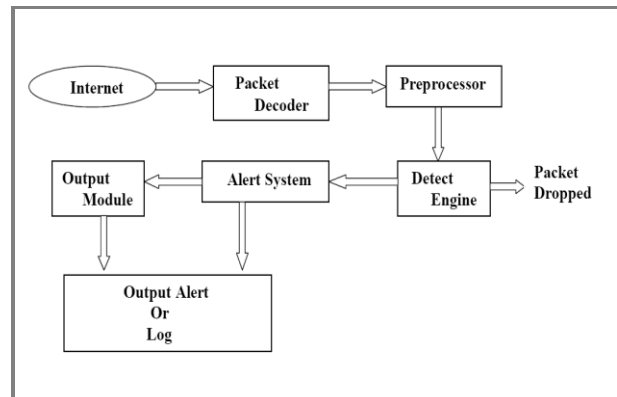 Internet
Packet
Decoder
Preprocessor
Output
Module
Alert System
Detect
Engine
Packet
Dropped
Output Alert
Or
Log